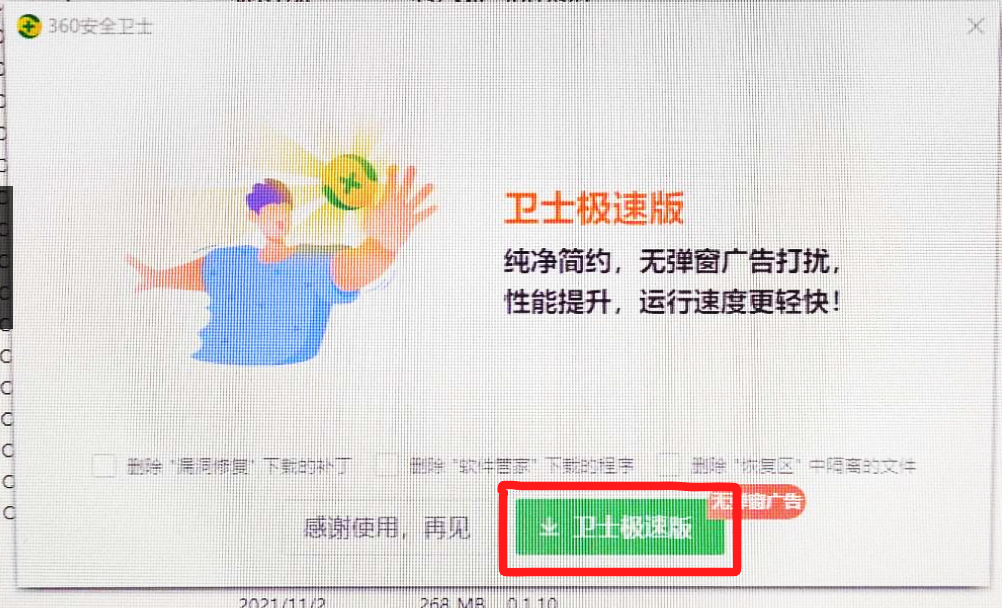 360安全卫士
卫士极速版
纯净简约，无弹窗广告打扰，
性能提升，运行速度更轻快！
删除“漏洞修复”下载的补丁
删除“软件管家”下载的程序
删除“恢复区”中隔离的文件
无弹窗广告
感谢使用，再见
卫士极速版
2021/11/2
268 MB
0.1.10